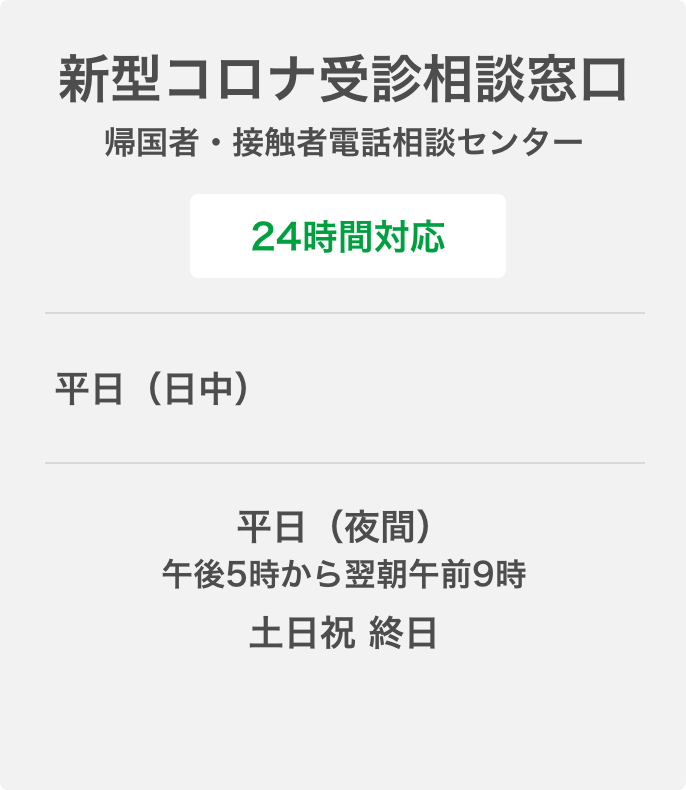 新型コロナ受診相談窓口
帰国者・接触者電話相談センター
24時間対応
平日（日中）
平日（夜間）
午後5時から翌朝午前9時
土日祝 終日